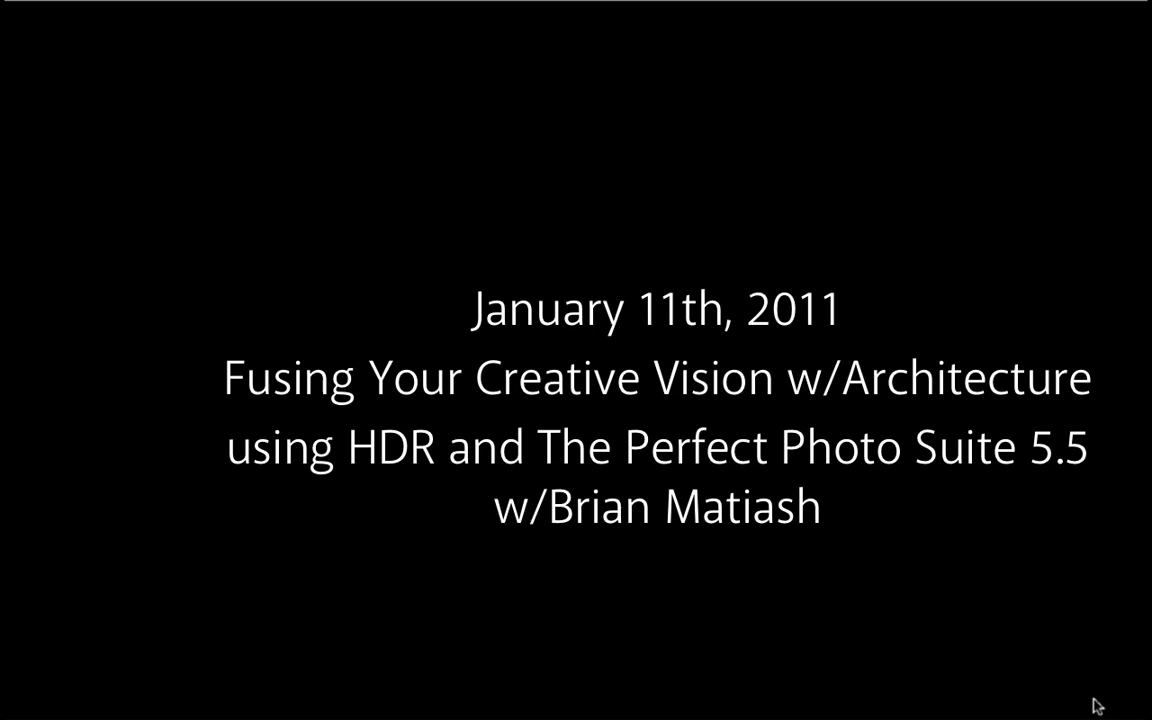 January 11th, 2011
Fusing Your Creative Vision w/Architecture
using HDR and The Perfect Photo Suite 5.5
w/Brian Matiash